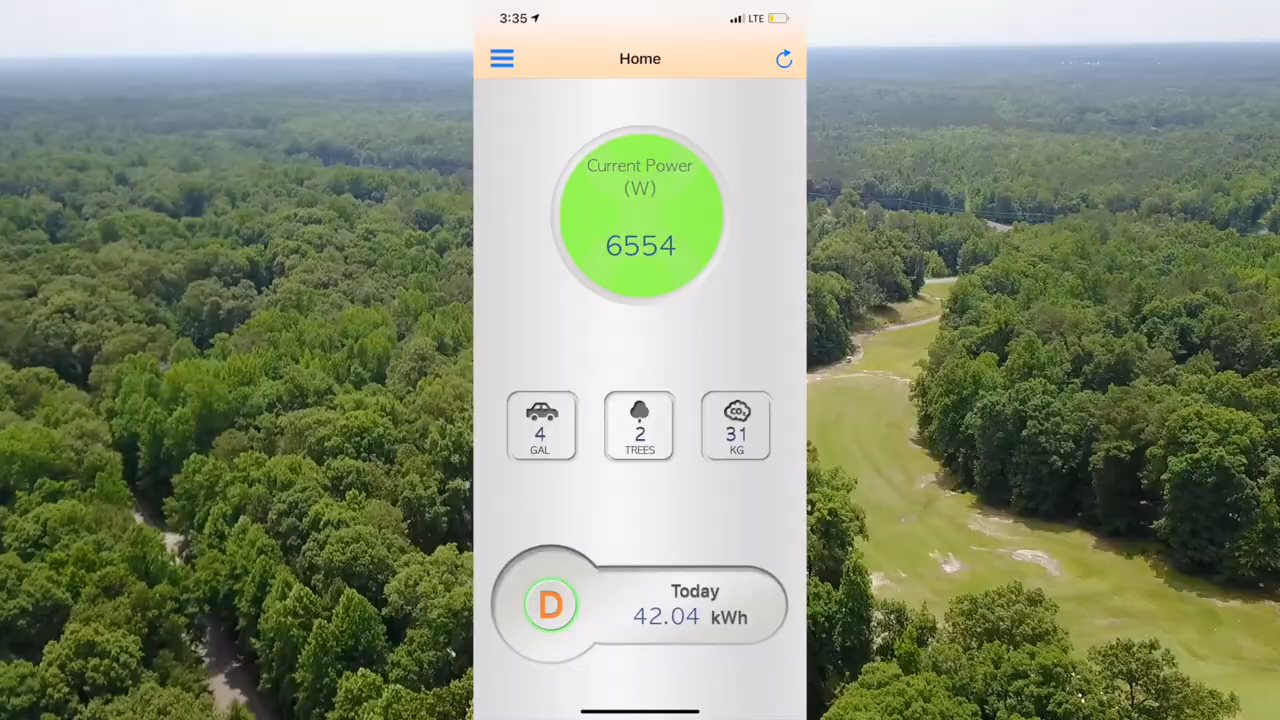 3:35
LTE
Home
Current Power
(W)
6554
4
GAL
2
TREES
CO₂
31
KG
D
Today
42.04 kWh